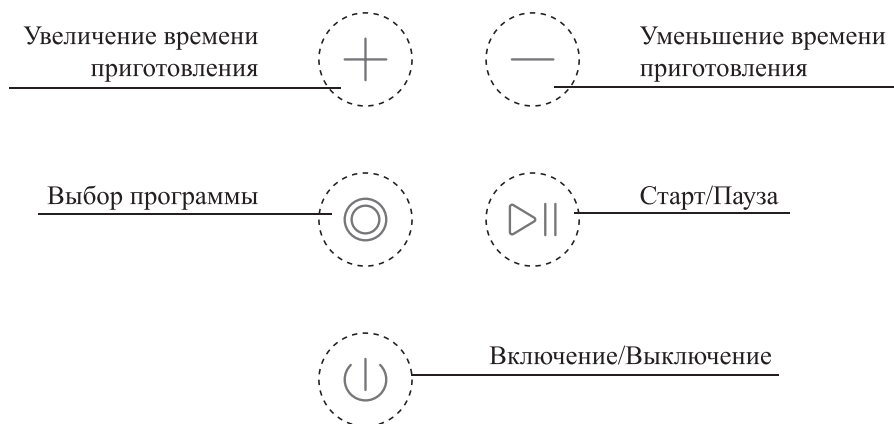 Увеличение времени
приготовления
Уменьшение времени
приготовления
Выбор программы
Старт/Пауза
Включение/Выключение